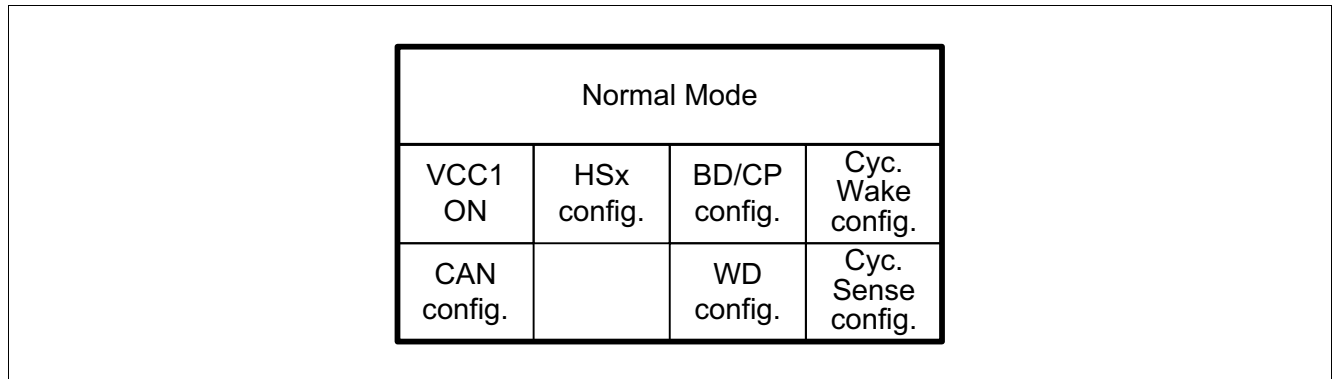 Normal Mode
VCC1
ON
HSx
config.
BD/CP
config.
Cyc.
Wake
config.
CAN
config.
WD
config.
Cyc.
Sense
config.